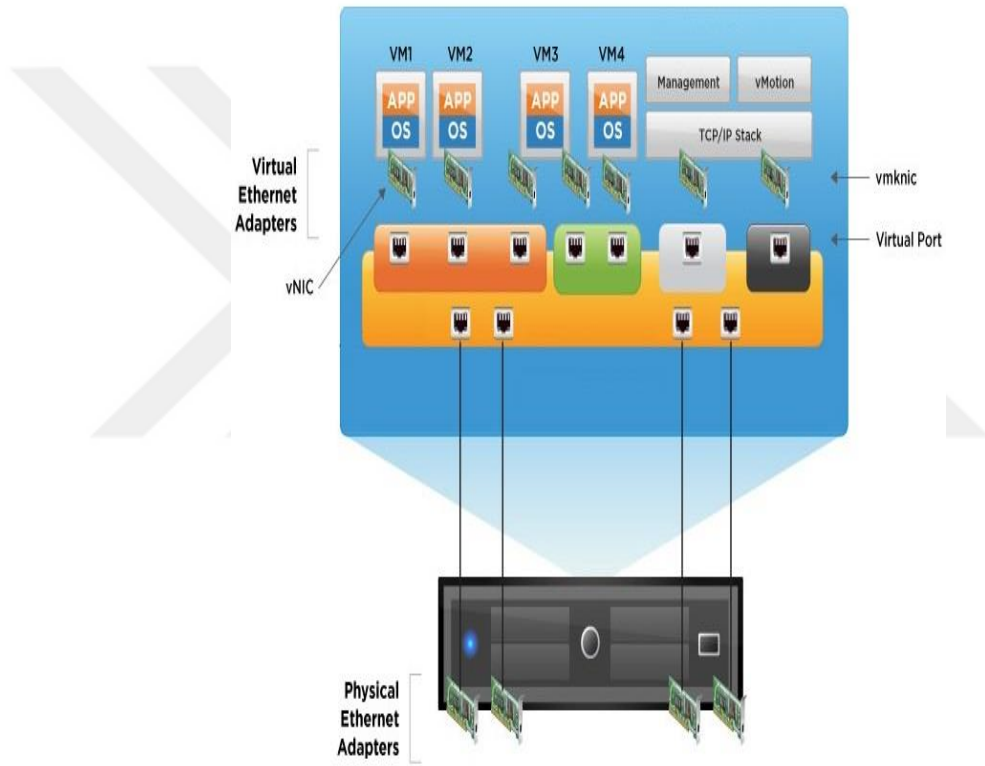 VM1 VM2 VM3 VM4
APP APP APP APP
OS OS OS OS
Management vMotion
TCP/IP Stack
Virtual
Ethernet
Adapters
vmknic
Virtual Port
vNIC
Physical
Ethernet
Adapters